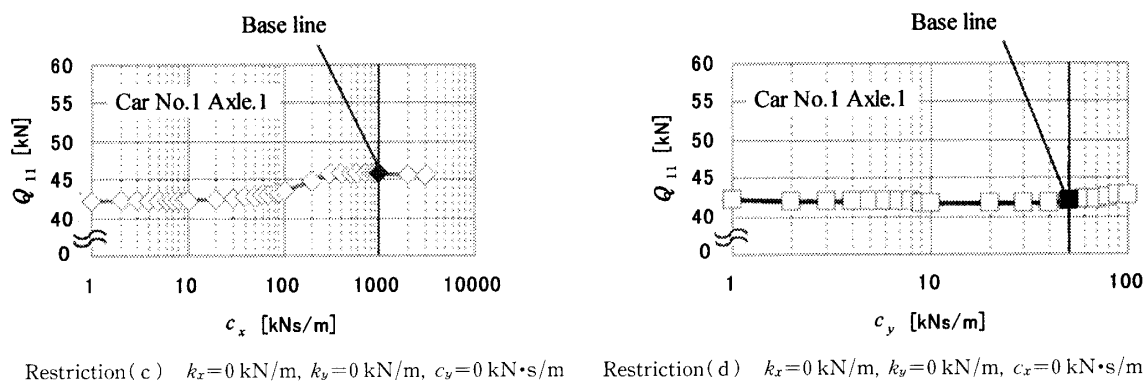 Base line
60
55
50
45
40
0
Q 11 [kN]
Car No.1 Axle.1
1 10 100 1000 10000
c x [kNs/m]
Restriction(c) kx=0 kN/m, ky=0 kN/m, cy=0 kN•s/m
Base line
60
55
50
45
40
0
Q 11 [kN]
Car No.1 Axle.1
1 10 100
c y [kNs/m]
Restriction(d) kx=0 kN/m, ky=0 kN/m, cx=0 kN•s/m